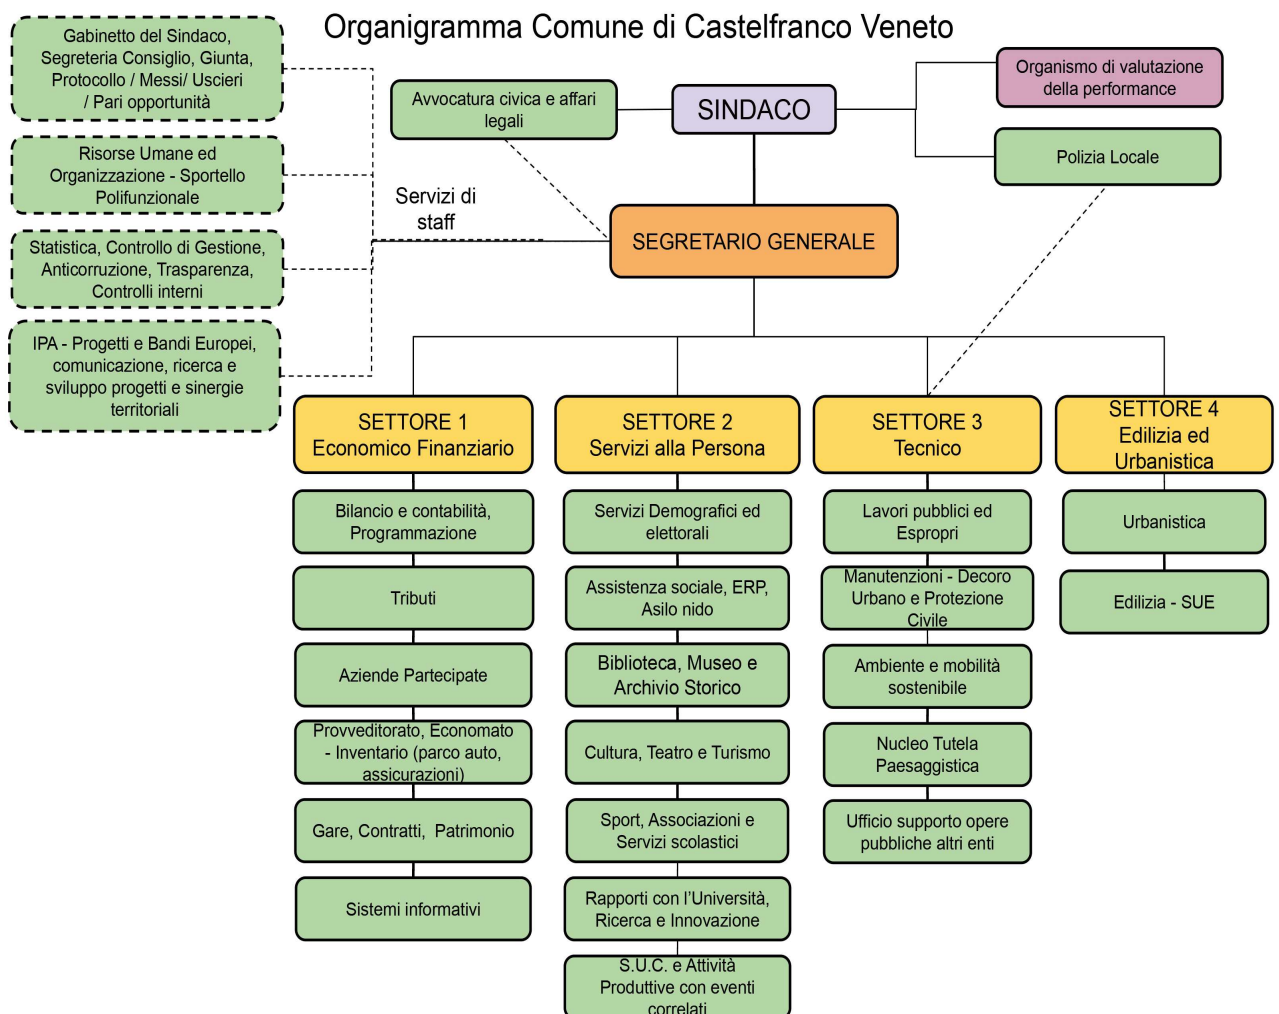 Organigramma Comune di Castelfranco Veneto
Gabinetto del Sindaco,
Segreteria Consiglio, Giunta,
Protocollo / Messi/ Uscieri
/ Pari opportunità
Risorse Umane ed
Organizzazione - Sportello
Polifunzionale
Statistica, Controllo di Gestione,
Anticorruzione, Trasparenza,
Controlli interni
IPA - Progetti e Bandi Europei,
comunicazione, ricerca e
sviluppo progetti e sinergie
territoriali
Servizi di
staff
Avvocatura civica e affari
legali
SINDACO
Organismo di valutazione
della performance
Polizia Locale
SEGRETARIO GENERALE
SETTORE 1
Economico Finanziario
Bilancio e contabilità,
Programmazione
Tributi
Aziende Partecipate
Provveditorato, Economato
- Inventario (parco auto,
assicurazioni)
Gare, Contratti, Patrimonio
Sistemi informativi
SETTORE 2
Servizi alla Persona
Servizi Demografici ed
elettorali
Assistenza sociale, ERP,
Asilo nido
Biblioteca, Museo e
Archivio Storico
Cultura, Teatro e Turismo
Sport, Associazioni e
Servizi scolastici
Rapporti con l'Università,
Ricerca e Innovazione
S.U.C. e Attività
Produttive con eventi
correlati
SETTORE 3
Tecnico
Lavori pubblici ed
Espropri
Manutenzioni - Decoro
Urbano e Protezione
Civile
Ambiente e mobilità
sostenibile
Nucleo Tutela
Paesaggistica
Ufficio supporto opere
pubbliche altri enti
SETTORE 4
Edilizia ed
Urbanistica
Urbanistica
Edilizia - SUE